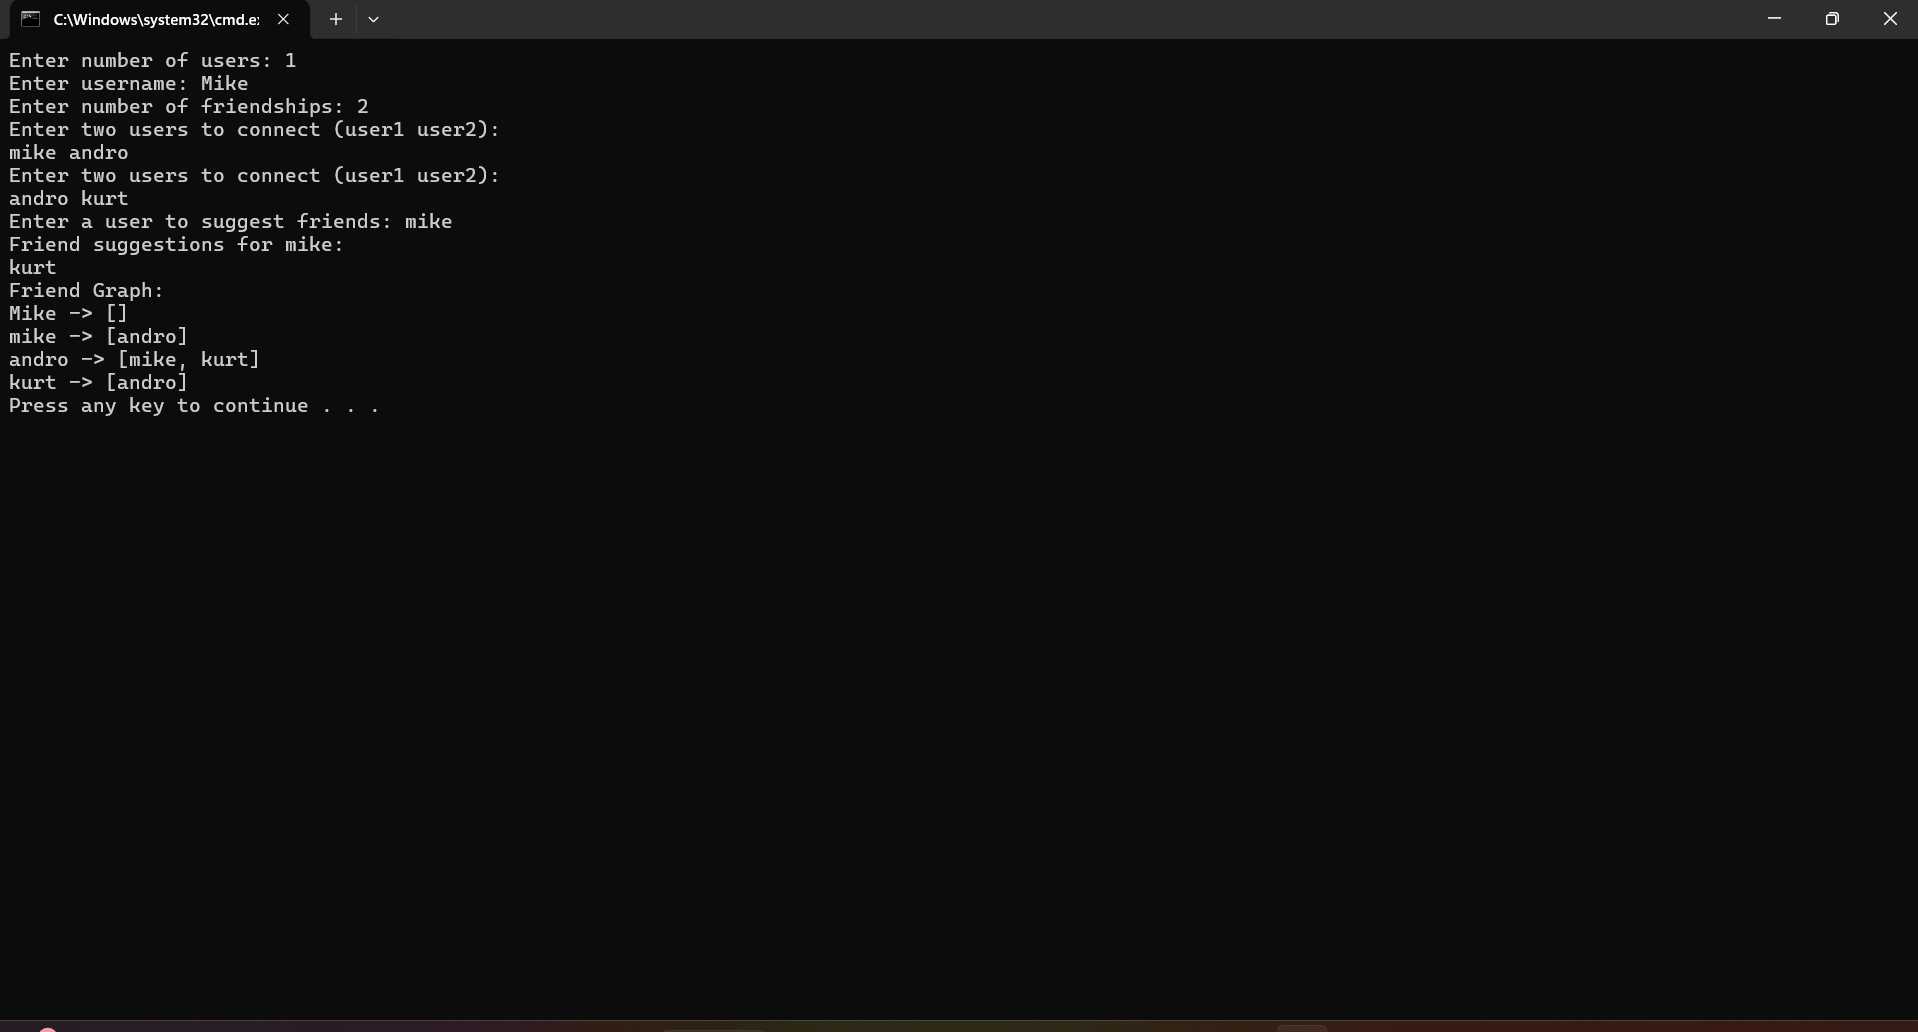 C:\Windows\system32\cmd.e
Enter number of users: 1
Enter username: Mike
Enter number of friendships: 2
Enter two users to connect (user1 user2):
mike andro
Enter two users to connect (user1 user2):
andro kurt
Enter a user to suggest friends: mike
Friend suggestions for mike:
kurt
Friend Graph:
Mike -> []
mike -> [andro]
andro -> [mike, kurt]
kurt -> [andro]
Press any key to continue . . .